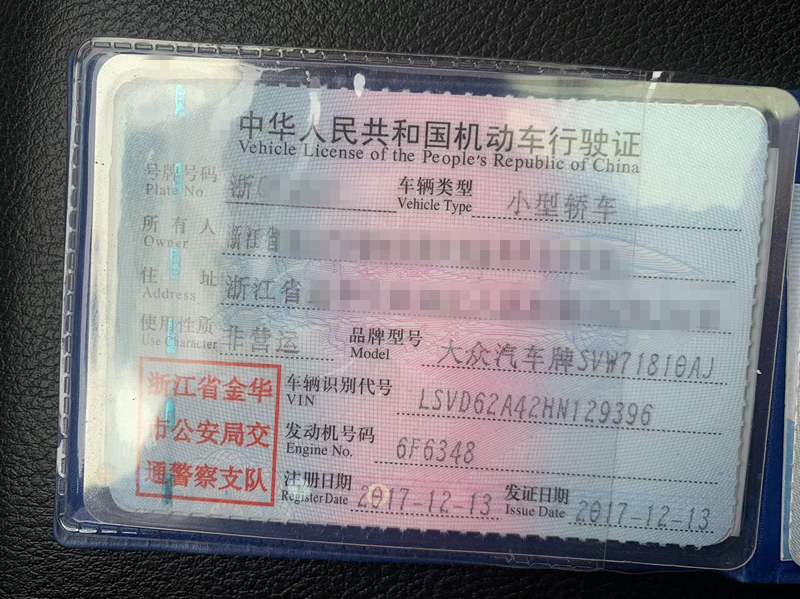 中华人民共和国机动车行驶证
Vehicle License of the People's Republic of China
号牌号码 浙 车辆类型 小型轿车
Plate No. Vehicle Type
所有人 浙江省
Owner
住址 浙江省
Address
使用性质 非营运 品牌型号 大众汽车牌SVW71810AJ
Use Character Model
浙江省金华
市公安局交
通警察支队
车辆识别代号 LSVD62A42HN129396
VIN
发动机号码 6F6348
Engine No.
注册日期 2017-12-13 发证日期 2017-12-13
Register Date Issue Date